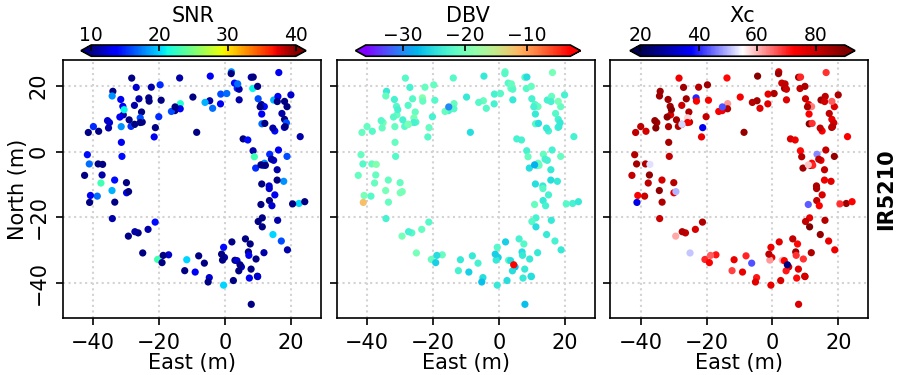 SNR DBV Xc
10 20 30 40 −30 −20 −10 20 40 60 80
20
0
−20
−40
North (m)
IR5210
−40 −20 0 20 −40 −20 0 20 −40 −20 0 20
East (m) East (m) East (m)